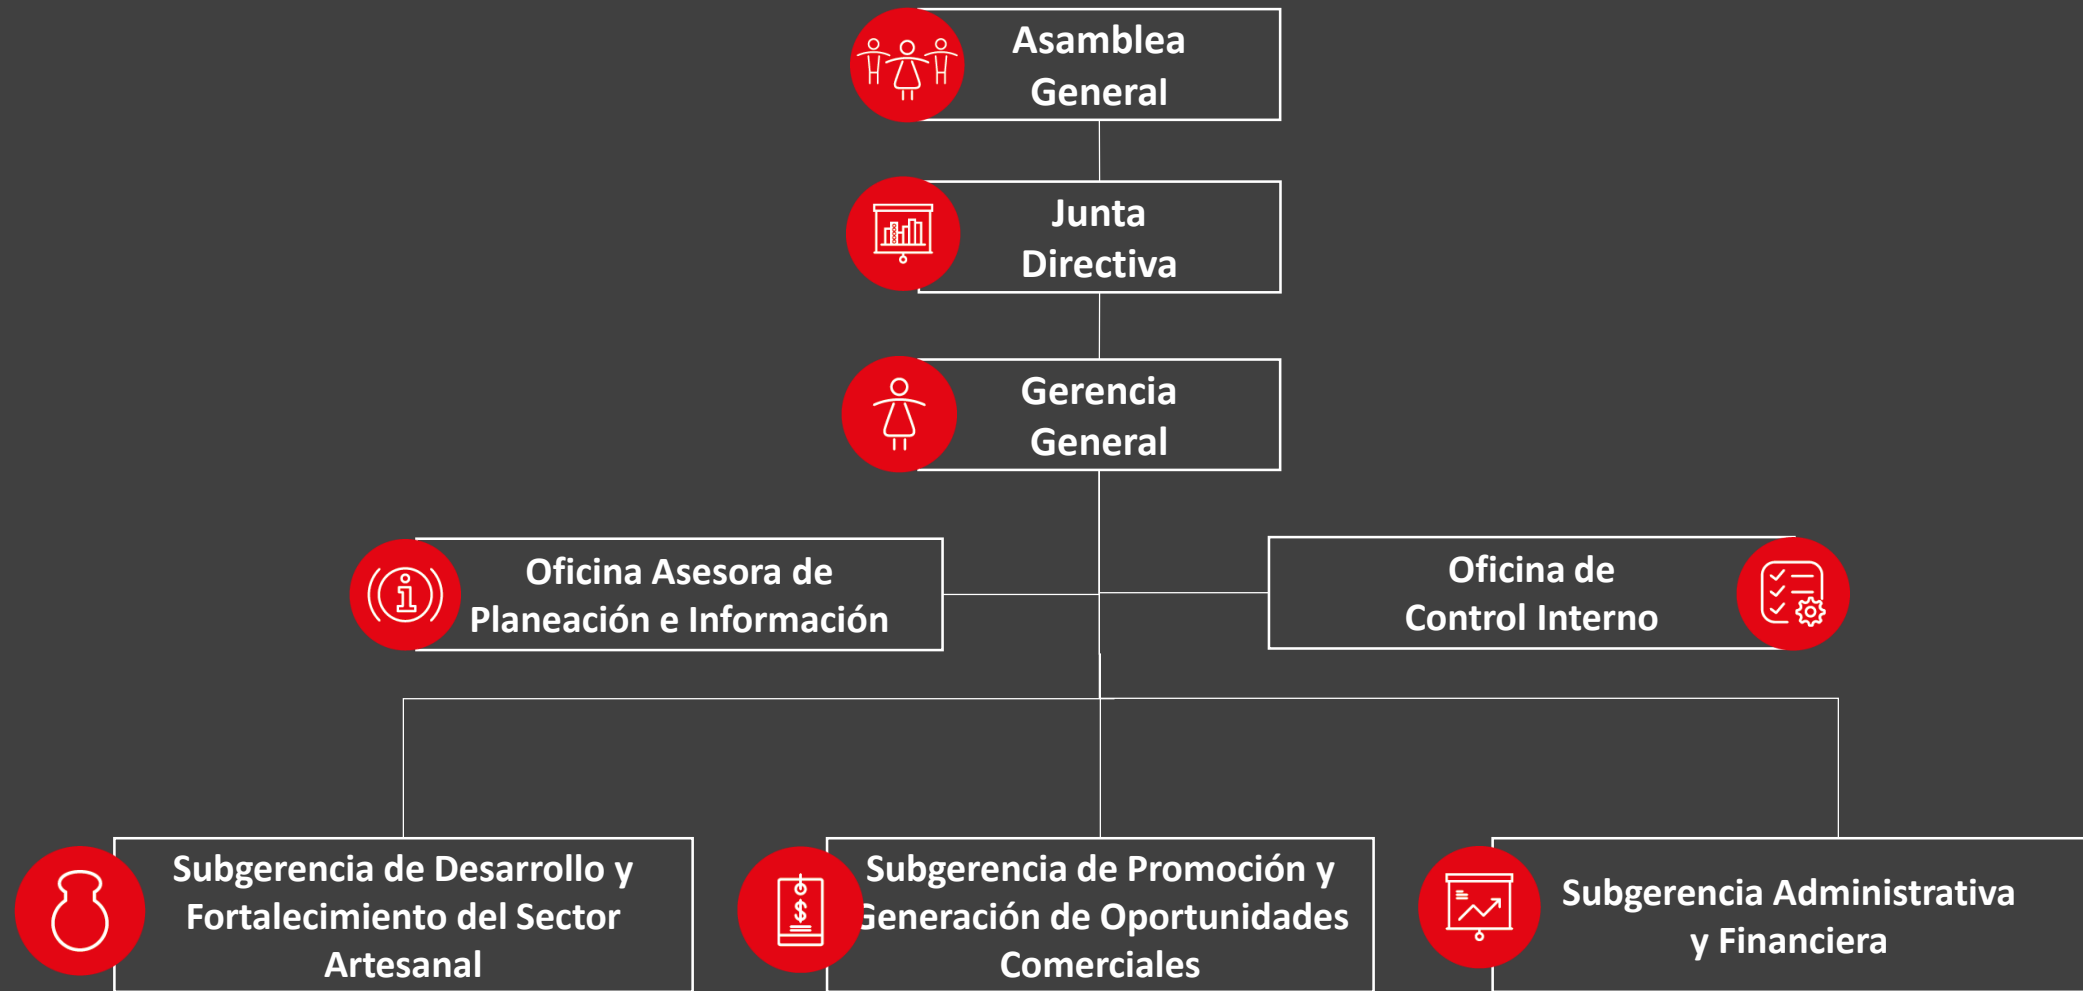 Asamblea
General
Junta
Directiva
Gerencia
General
Oficina Asesora de
Planeación e Información
Oficina de
Control Interno
Subgerencia de Desarrollo y
Fortalecimiento del Sector
Artesanal
Subgerencia de Promoción y
Generación de Oportunidades
Comerciales
Subgerencia Administrativa
y Financiera